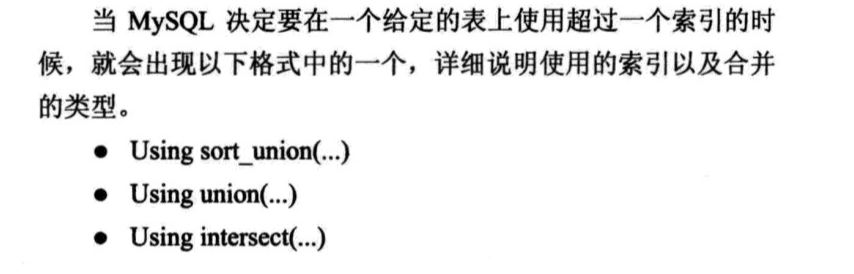 当 MySQL 决定要在一个给定的表上使用超过一个索引的时
候，就会出现以下格式中的一个，详细说明使用的索引以及合并
的类型。
● Using sort_union(...)
● Using union(...)
● Using intersect(...)